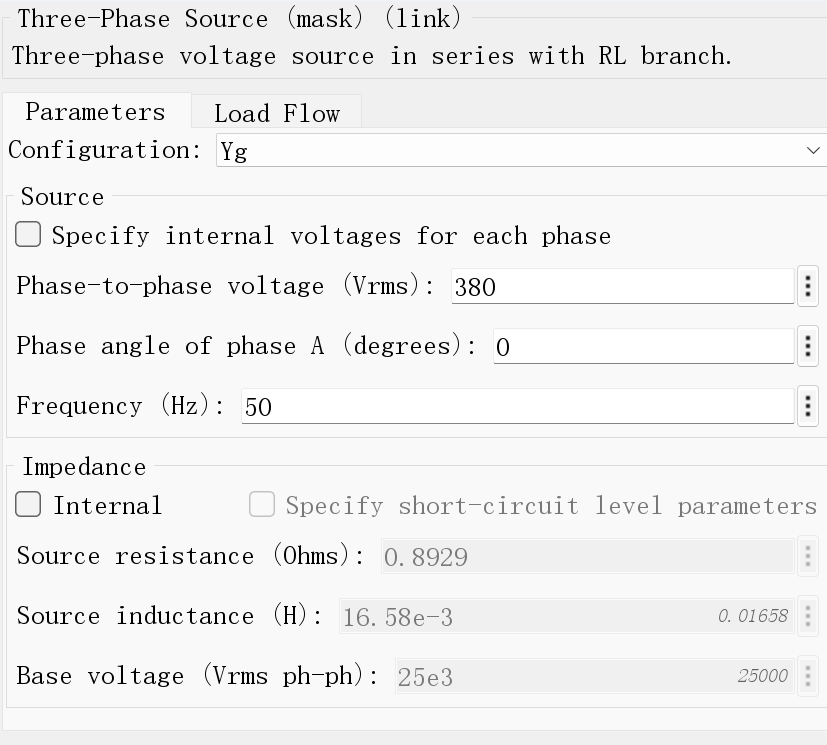 Three-Phase Source (mask) (link)
Three-phase voltage source in series with RL branch.
Parameters Load Flow
Configuration: Yg
Source
Specify internal voltages for each phase
Phase-to-phase voltage (Vrms): 380
Phase angle of phase A (degrees): 0
Frequency (Hz): 50
Impedance
Internal Specify short-circuit level parameters
Source resistance (Ohms): 0.8929
Source inductance (H): 16.58e-3 0.01658
Base voltage (Vrms ph-ph): 25e3 25000